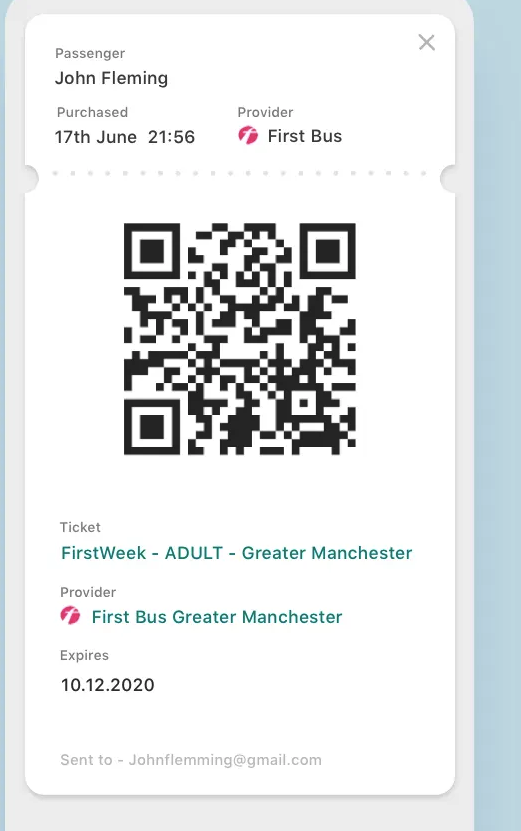 Passenger
John Fleming
Purchased Provider
17th June 21:56 First Bus
Ticket
FirstWeek - ADULT - Greater Manchester
Provider
First Bus Greater Manchester
Expires
10.12.2020
Sent to - Johnflemming@gmail.com